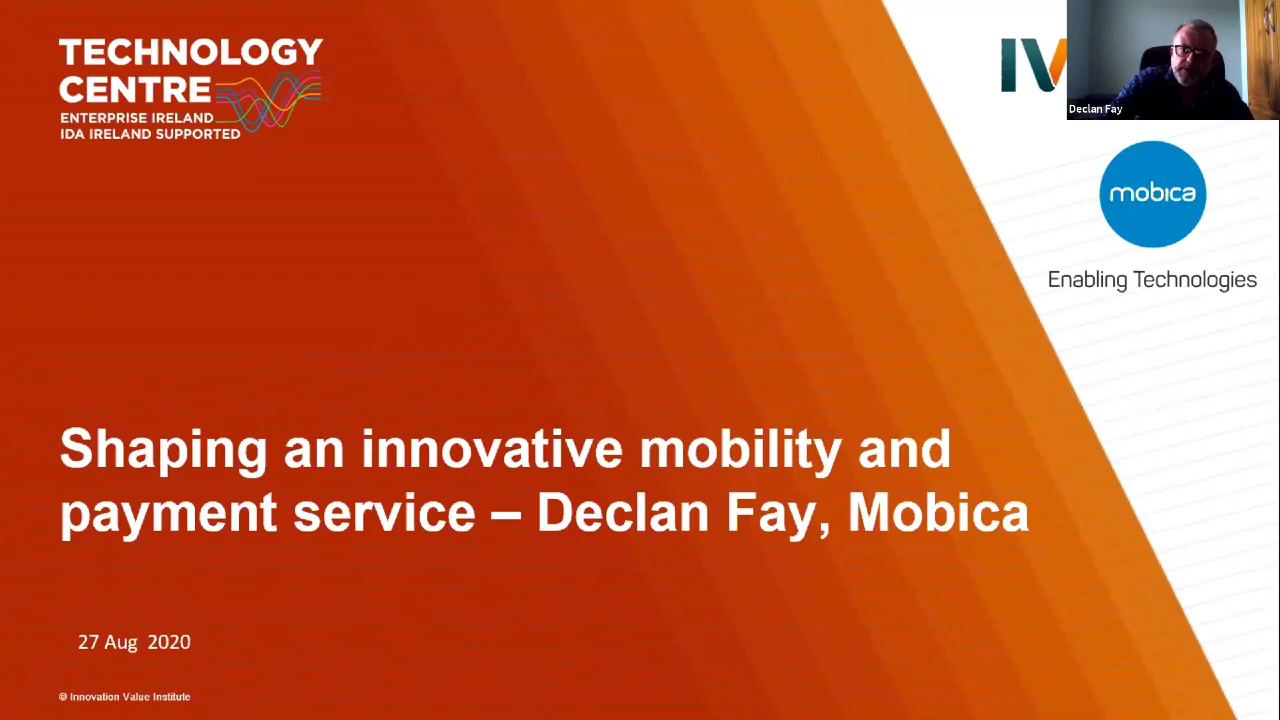 TECHNOLOGY
CENTRE
ENTERPRISE IRELAND
IDA IRELAND SUPPORTED
IV
Declan Fay
mobica
Enabling Technologies
Shaping an innovative mobility and
payment service – Declan Fay, Mobica
27 Aug 2020
© Innovation Value Institute